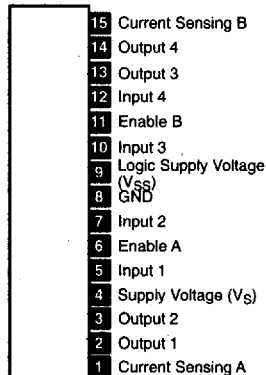 15 Current Sensing B
14 Output 4
13 Output 3
12 Input 4
11 Enable B
10 Input 3
9 Logic Supply Voltage
(VSS)
8 GND
7 Input 2
6 Enable A
5 Input 1
4 Supply Voltage (VS)
3 Output 2
2 Output 1
1 Current Sensing A